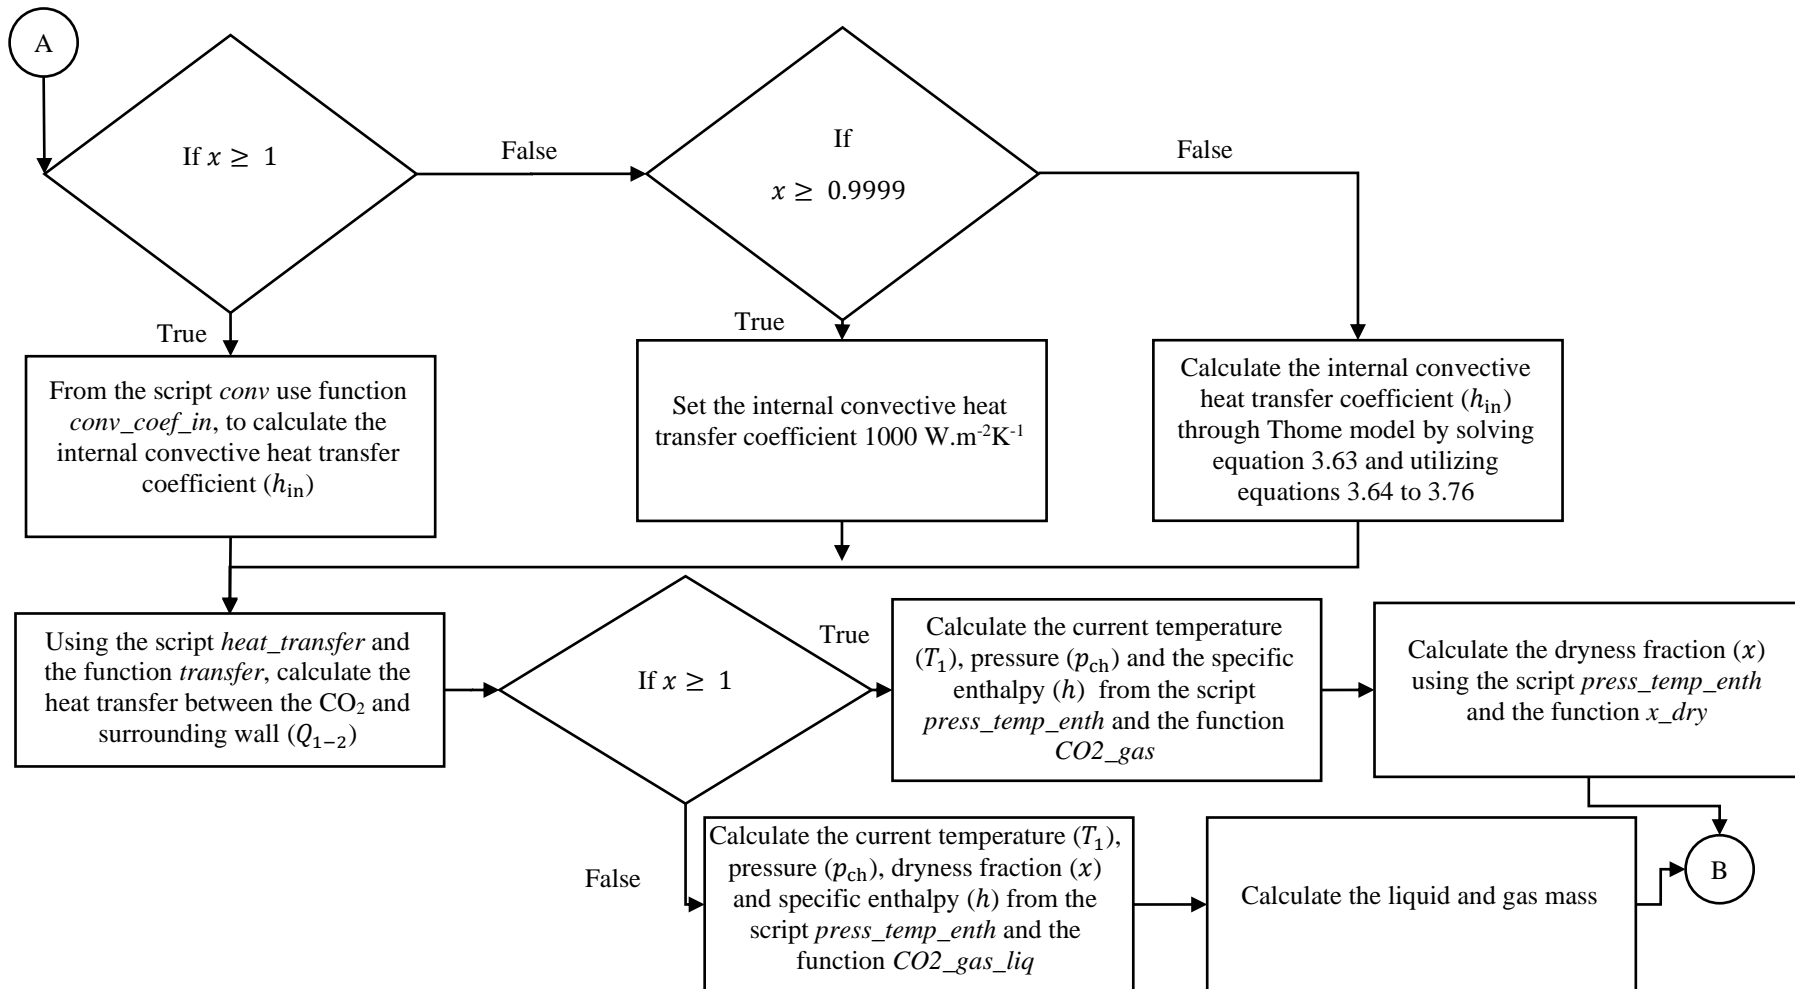 A
If x ≥ 1
False
If
x ≥ 0.9999
False
True
True
From the script conv use function
conv_coef_in, to calculate the
internal convective heat transfer
coefficient (h_in)
Set the internal convective heat
transfer coefficient 1000 W.m⁻²K⁻¹
Calculate the internal convective
heat transfer coefficient (h_in)
through Thome model by solving
equation 3.63 and utilizing
equations 3.64 to 3.76
Using the script heat_transfer and
the function transfer, calculate the
heat transfer between the CO₂ and
surrounding wall (Q₁₋₂)
If x ≥ 1
True
Calculate the current temperature
(T₁), pressure (p_ch) and the specific
enthalpy (h) from the script
press_temp_enth and the function
CO2_gas
Calculate the dryness fraction (x)
using the script press_temp_enth
and the function x_dry
False
Calculate the current temperature (T₁),
pressure (p_ch), dryness fraction (x)
and specific enthalpy (h) from the
script press_temp_enth and the
function CO2_gas_liq
Calculate the liquid and gas mass
B